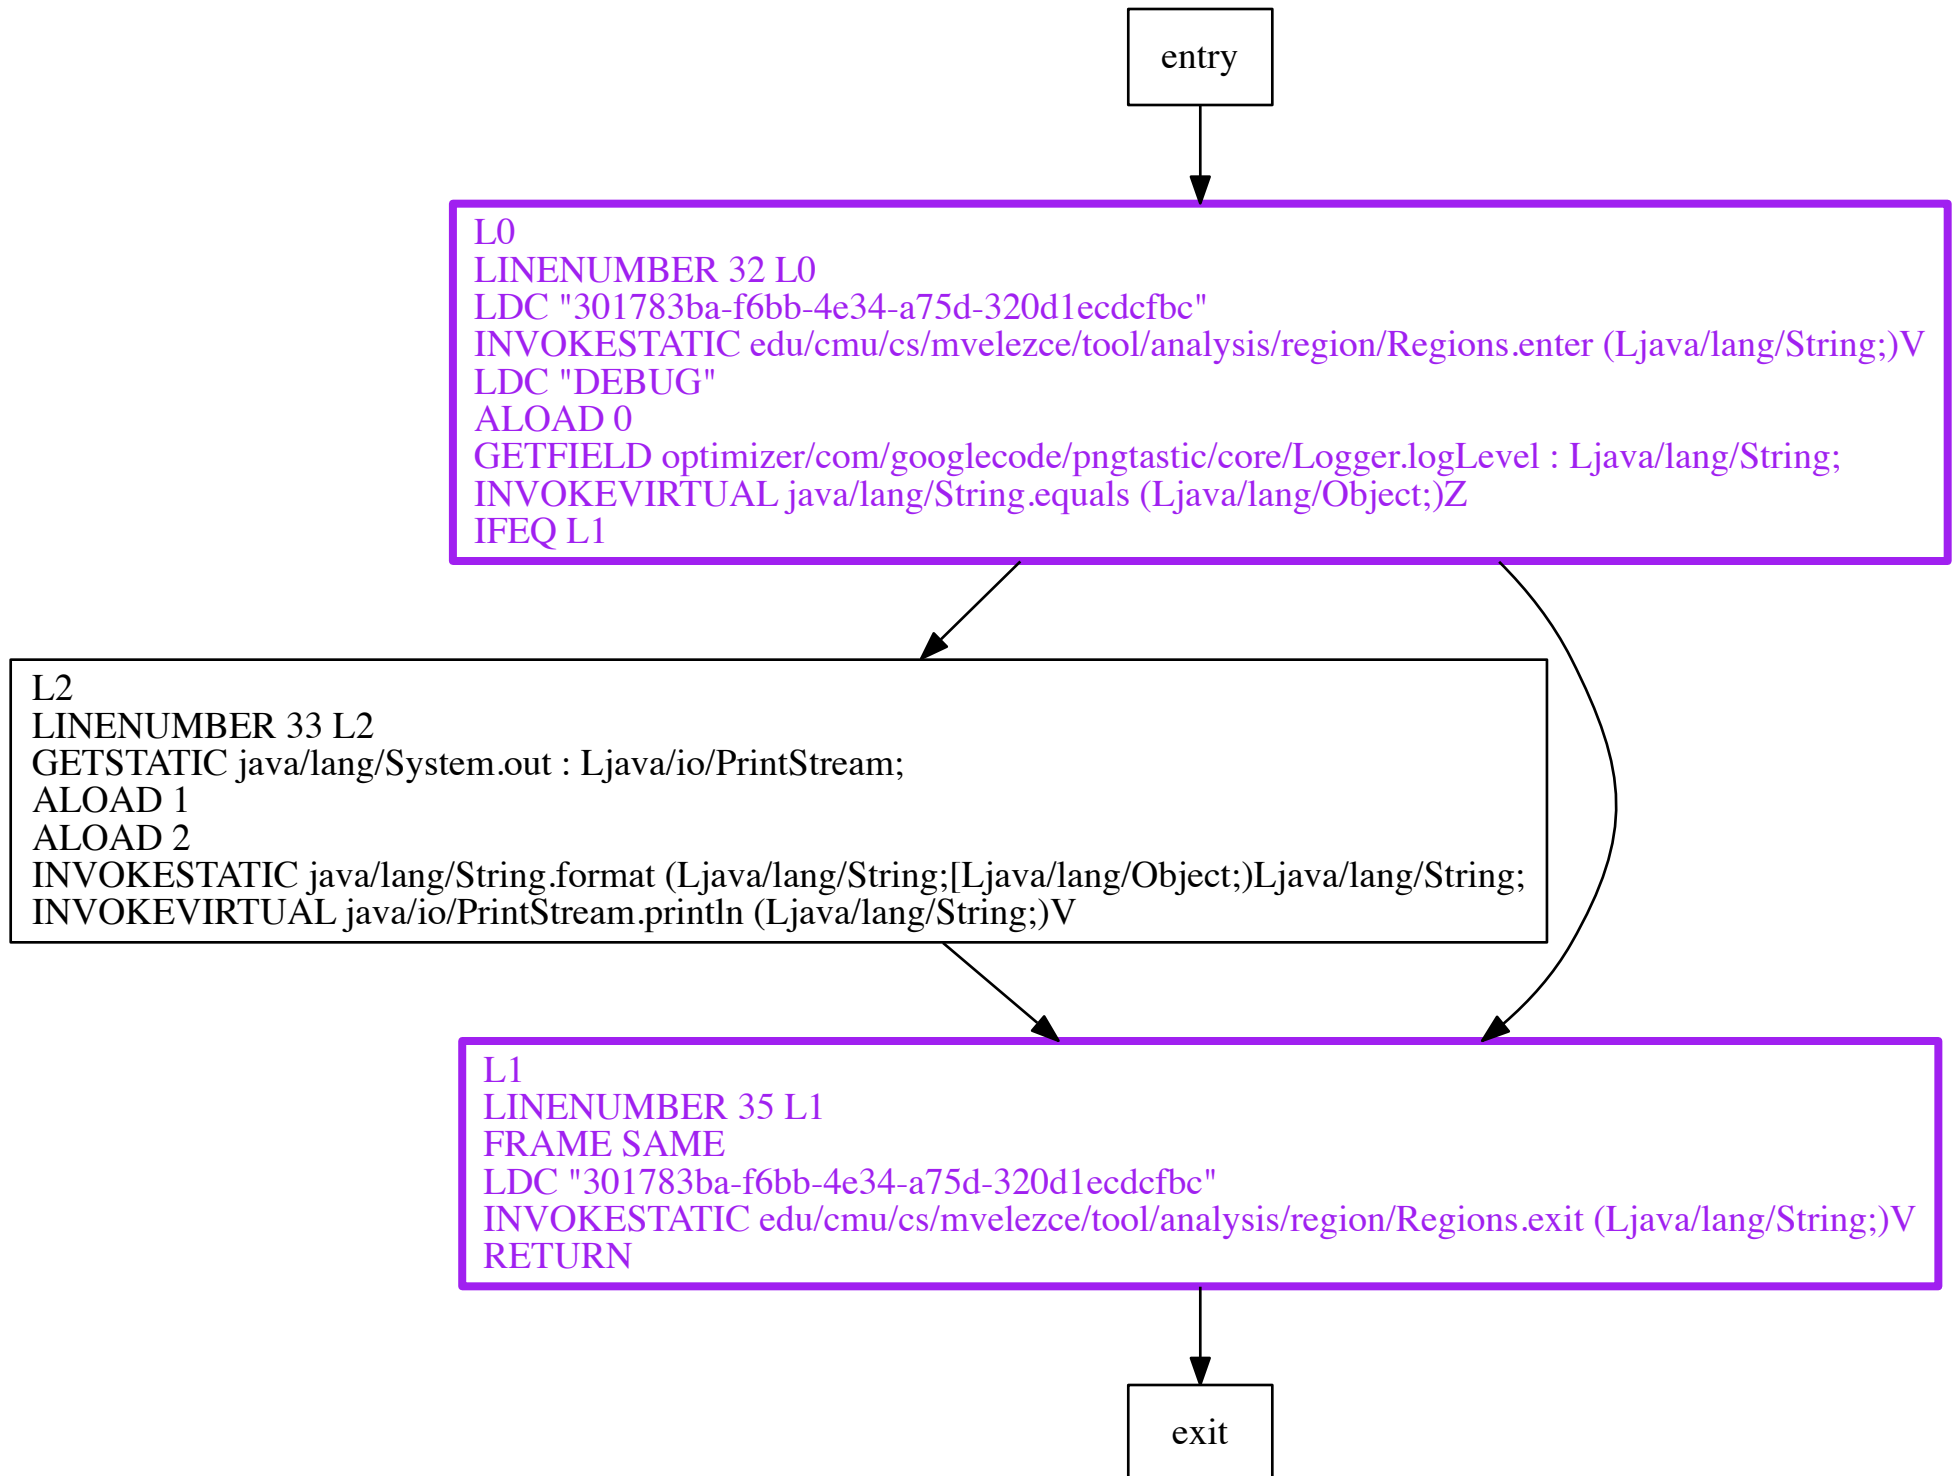 entry
L0
LINENUMBER 32 L0
LDC "301783ba-f6bb-4e34-a75d-320d1ecdcfbc"
INVOKESTATIC edu/cmu/cs/mvelezce/tool/analysis/region/Regions.enter (Ljava/lang/String;)V
LDC "DEBUG"
ALOAD 0
GETFIELD optimizer/com/googlecode/pngtastic/core/Logger.logLevel : Ljava/lang/String;
INVOKEVIRTUAL java/lang/String.equals (Ljava/lang/Object;)Z
IFEQ L1
L2
LINENUMBER 33 L2
GETSTATIC java/lang/System.out : Ljava/io/PrintStream;
ALOAD 1
ALOAD 2
INVOKESTATIC java/lang/String.format (Ljava/lang/String;[Ljava/lang/Object;)Ljava/lang/String;
INVOKEVIRTUAL java/io/PrintStream.println (Ljava/lang/String;)V
L1
LINENUMBER 35 L1
FRAME SAME
LDC "301783ba-f6bb-4e34-a75d-320d1ecdcfbc"
INVOKESTATIC edu/cmu/cs/mvelezce/tool/analysis/region/Regions.exit (Ljava/lang/String;)V
RETURN
exit